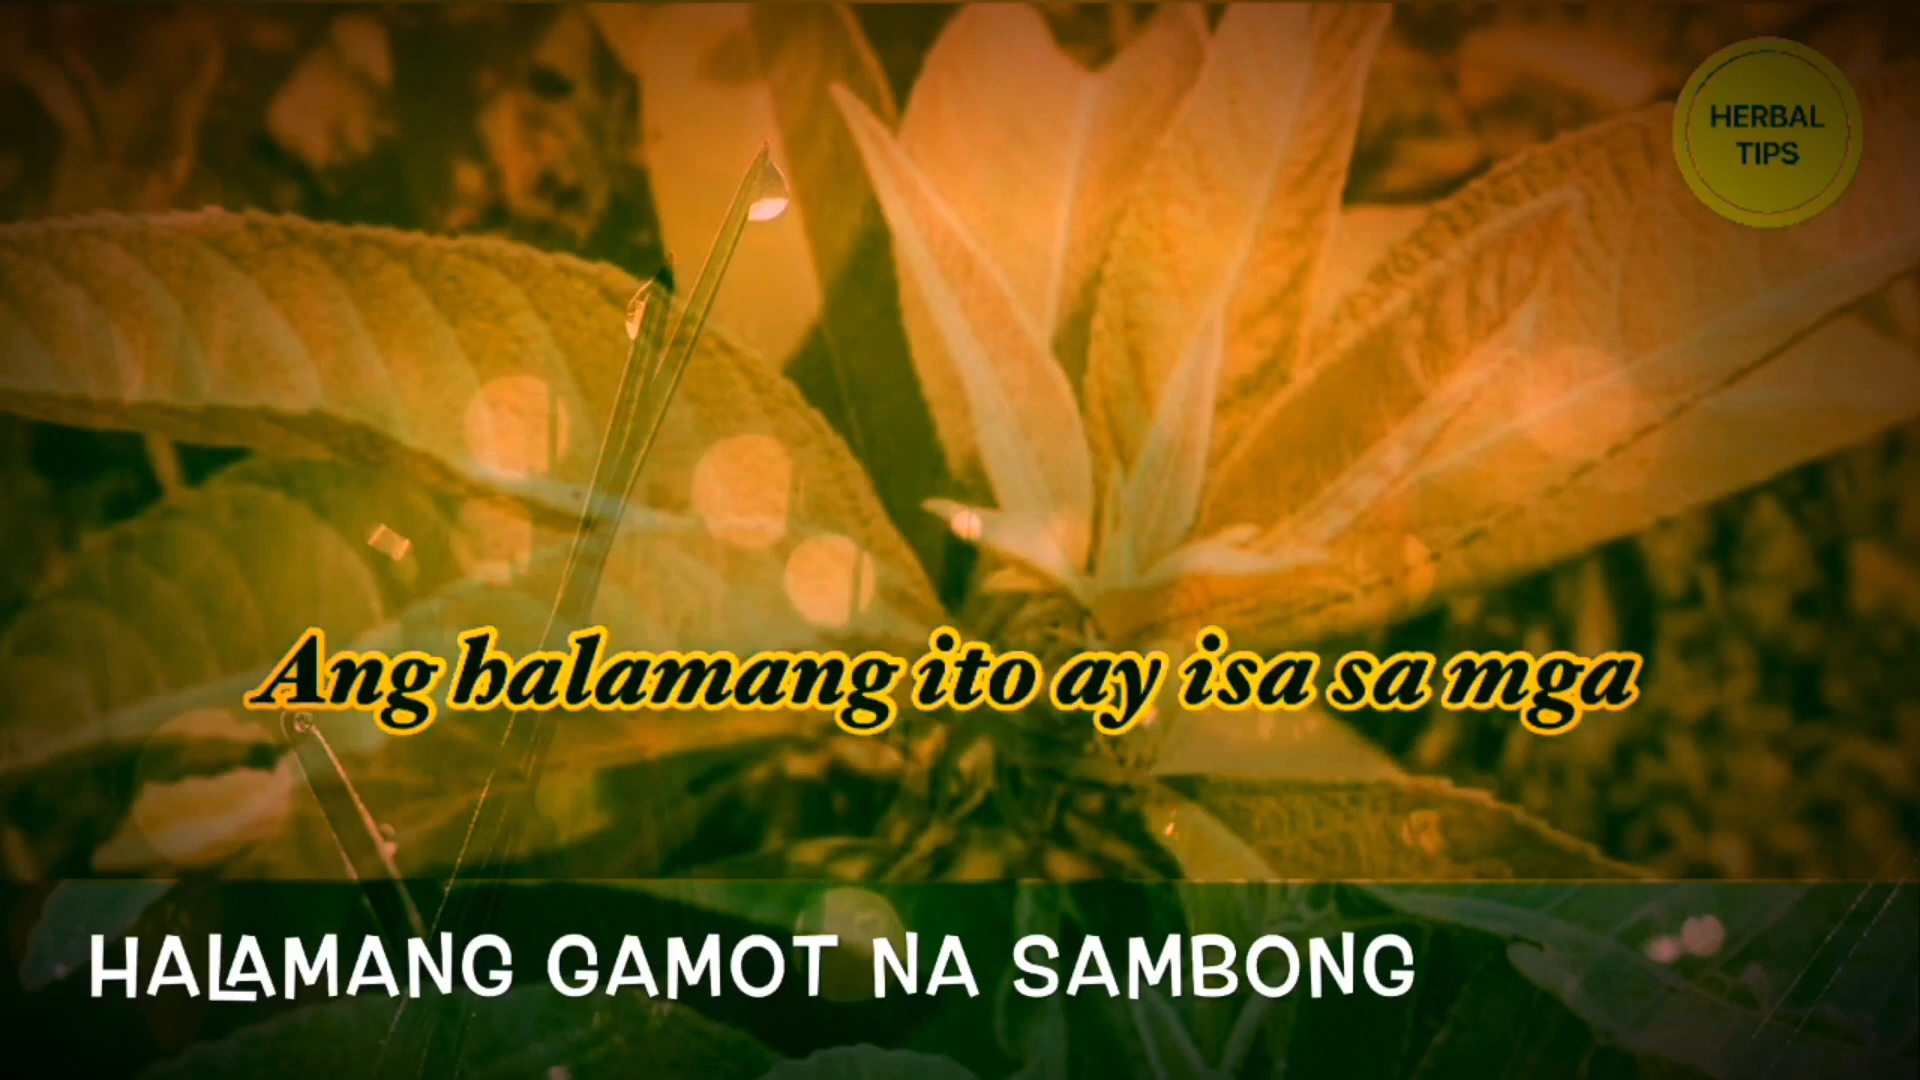 HERBAL
TIPS
Ang halamang ito ay isa sa mga
HALAMANG GAMOT NA SAMBONG